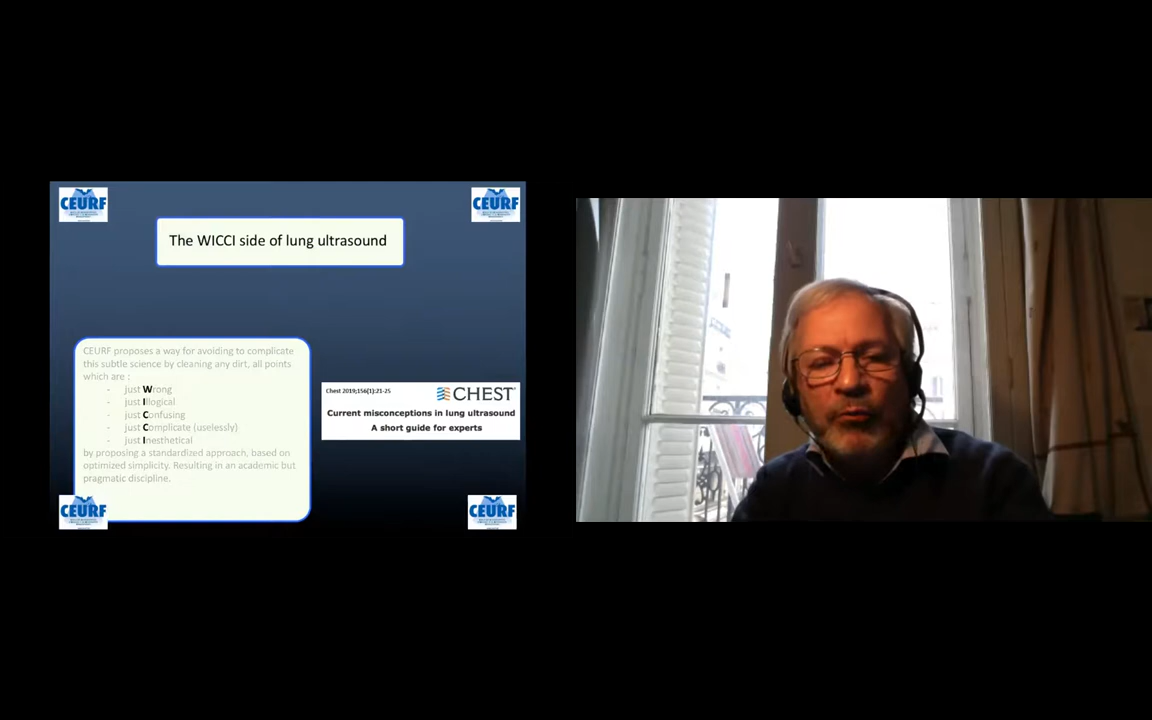 CEURF
CEURF
The WICCI side of lung ultrasound
CEURF proposes a way for avoiding to complicate
this subtle science by cleaning any dirt, all points
which are :
- just Wrong
- just Illogical
- just Confusing
- just Complicate (uselessly)
- just Inesthetical
by proposing a standardized approach, based on
optimized simplicity. Resulting in an academic but
pragmatic discipline.
Chest 2019;156(1):21-25
CHEST
Current misconceptions in lung ultrasound
A short guide for experts
CEURF
CEURF